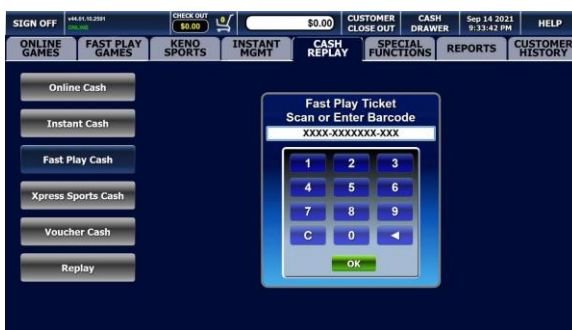 SIGN OFF
v44.01.10.2591
ONLINE
CHECK OUT
$0.00
$0.00
CUSTOMER
CLOSE OUT
CASH
DRAWER
Sep 14 2021
9:33:42 PM
HELP
ONLINE
GAMES
FAST PLAY
GAMES
KENO
SPORTS
INSTANT
MGMT
CASH
REPLAY
SPECIAL
FUNCTIONS
REPORTS
CUSTOMER
HISTORY
Online Cash
Instant Cash
Fast Play Cash
Xpress Sports Cash
Voucher Cash
Replay
Fast Play Ticket
Scan or Enter Barcode
XXXX-XXXXXXX-XXX
1 2 3
4 5 6
7 8 9
C 0
OK